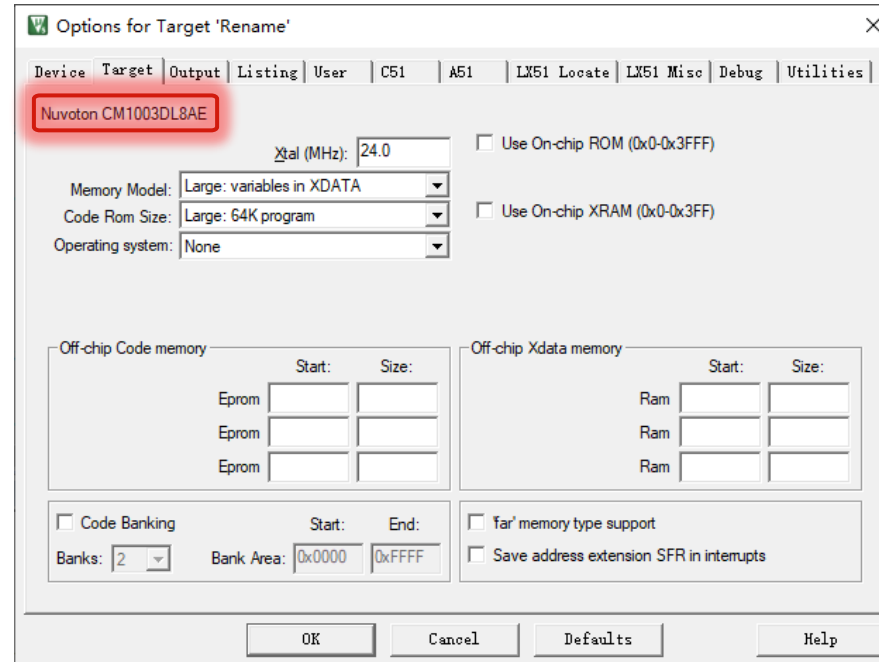 Options for Target 'Rename'
Device Target Output Listing User C51 A51 LX51 Locate LX51 Misc Debug Utilities
Nuvoton CM1003DL8AE
Xtal (MHz): 24.0
Use On-chip ROM (0x0-0x3FFF)
Memory Model: Large: variables in XDATA
Code Rom Size: Large: 64K program
Use On-chip XRAM (0x0-0x3FF)
Operating system: None
Off-chip Code memory
Start: Size:
Eprom
Eprom
Eprom
Off-chip Xdata memory
Start: Size:
Ram
Ram
Ram
Code Banking Start: End:
Banks: 2 Bank Area: 0x0000 0xFFFF
'far' memory type support
Save address extension SFR in interrupts
OK Cancel Defaults Help